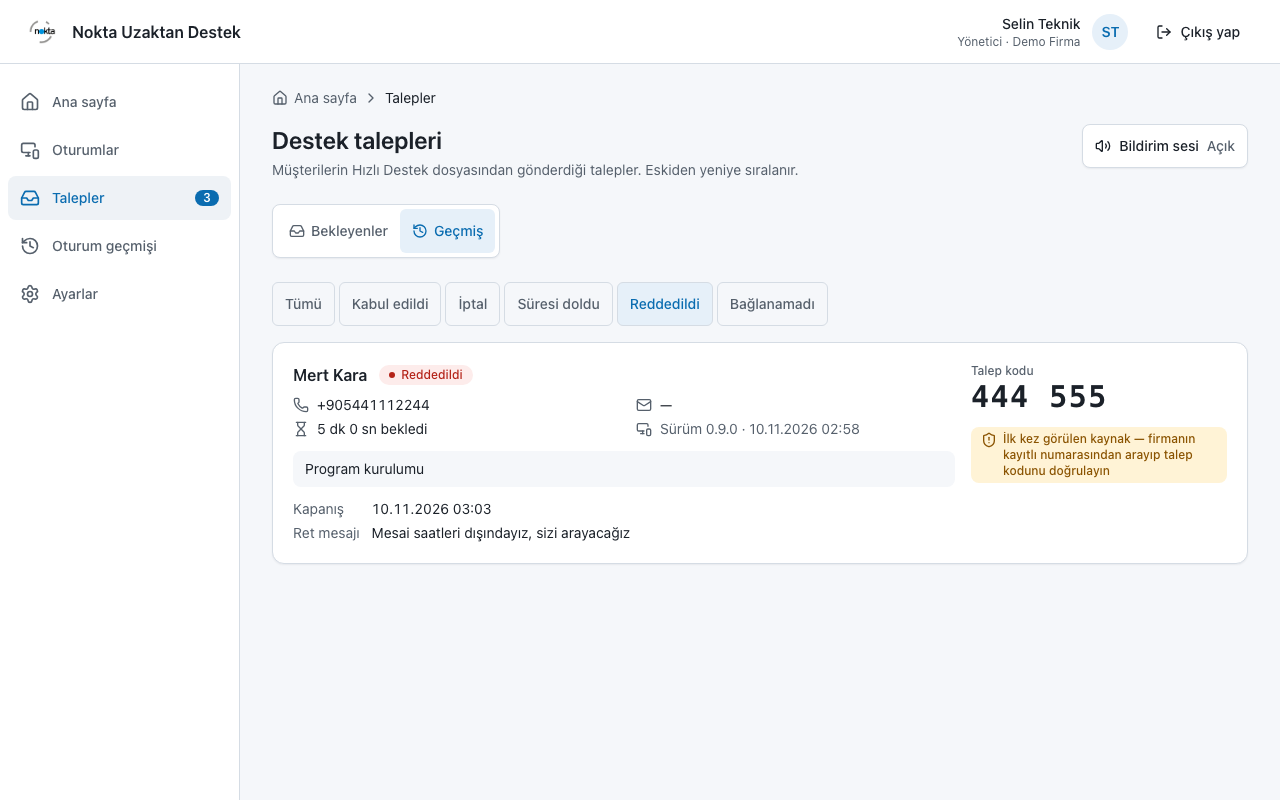 nokta
Nokta Uzaktan Destek
Selin Teknik
Yönetici · Demo Firma
ST
Çıkış yap
Ana sayfa
Oturumlar
Talepler
3
Oturum geçmişi
Ayarlar
Ana sayfa
Talepler
Destek talepleri
Müşterilerin Hızlı Destek dosyasından gönderdiği talepler. Eskiden yeniye sıralanır.
Bildirim sesi Açık
Bekleyenler
Geçmiş
Tümü
Kabul edildi
İptal
Süresi doldu
Reddedildi
Bağlanamadı
Mert Kara
Reddedildi
+905441112244
—
5 dk 0 sn bekledi
Sürüm 0.9.0 · 10.11.2026 02:58
Program kurulumu
Kapanış 10.11.2026 03:03
Ret mesajı Mesai saatleri dışındayız, sizi arayacağız
Talep kodu
444 555
İlk kez görülen kaynak — firmanın
kayıtlı numarasından arayıp talep
kodunu doğrulayın